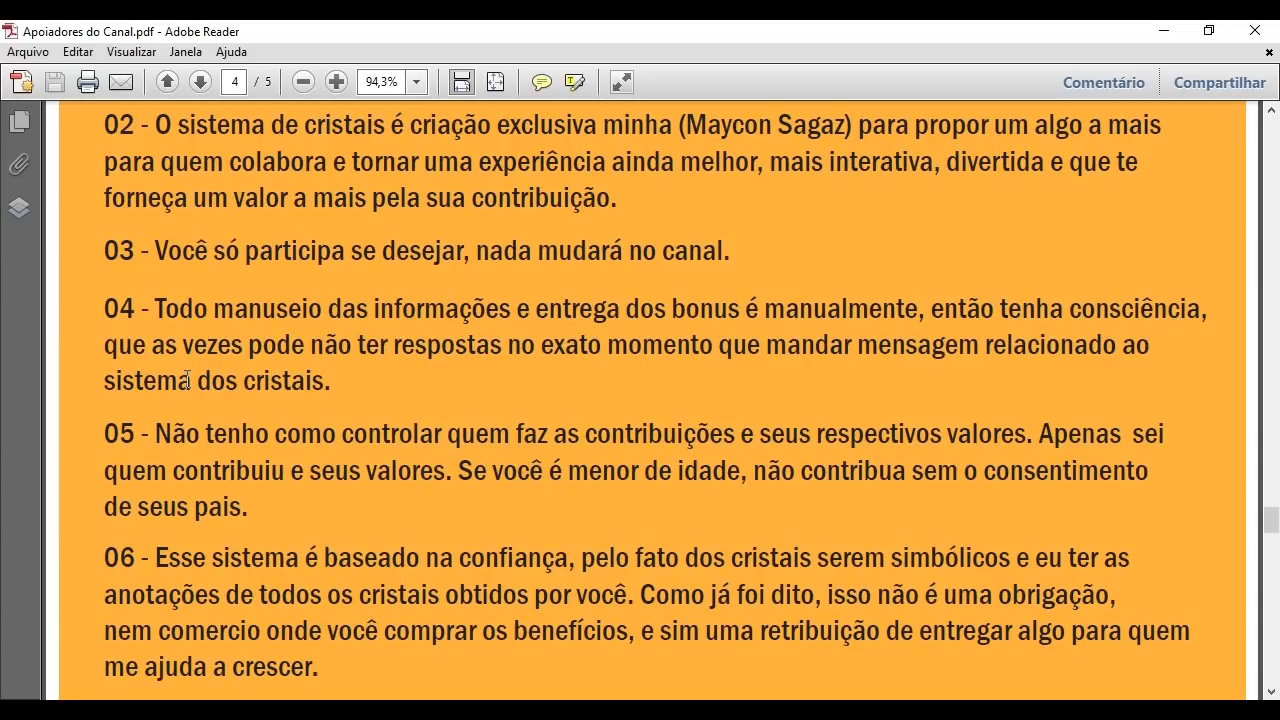 Apoiadores do Canal.pdf - Adobe Reader
Arquivo Editar Visualizar Janela Ajuda
4 / 5 94,3% Comentário Compartilhar
02 - O sistema de cristais é criação exclusiva minha (Maycon Sagaz) para propor um algo a mais
para quem colabora e tornar uma experiência ainda melhor, mais interativa, divertida e que te
forneça um valor a mais pela sua contribuição.
03 - Você só participa se desejar, nada mudará no canal.
04 - Todo manuseio das informações e entrega dos bonus é manualmente, então tenha consciência,
que as vezes pode não ter respostas no exato momento que mandar mensagem relacionado ao
sistema dos cristais.
05 - Não tenho como controlar quem faz as contribuições e seus respectivos valores. Apenas  sei
quem contribuiu e seus valores. Se você é menor de idade, não contribua sem o consentimento
de seus pais.
06 - Esse sistema é baseado na confiança, pelo fato dos cristais serem simbólicos e eu ter as
anotações de todos os cristais obtidos por você. Como já foi dito, isso não é uma obrigação,
nem comercio onde você comprar os benefícios, e sim uma retribuição de entregar algo para quem
me ajuda a crescer.